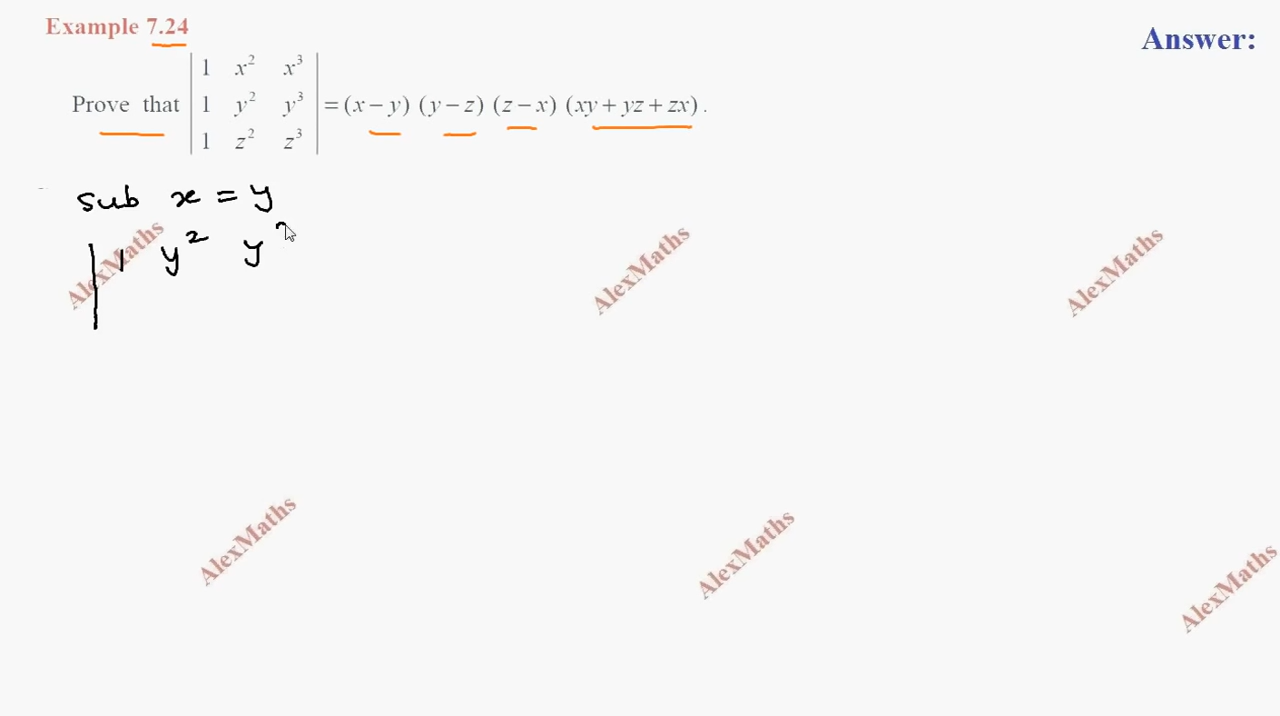 Example 7.24
Answer:
| 1 x² x³ |
Prove that | 1 y² y³ | = (x − y) (y − z) (z − x) (xy + yz + zx) .
| 1 z² z³ |
sub x = y
| 1 y² y
AlexMaths
AlexMaths
AlexMaths
AlexMaths
AlexMaths
AlexMaths